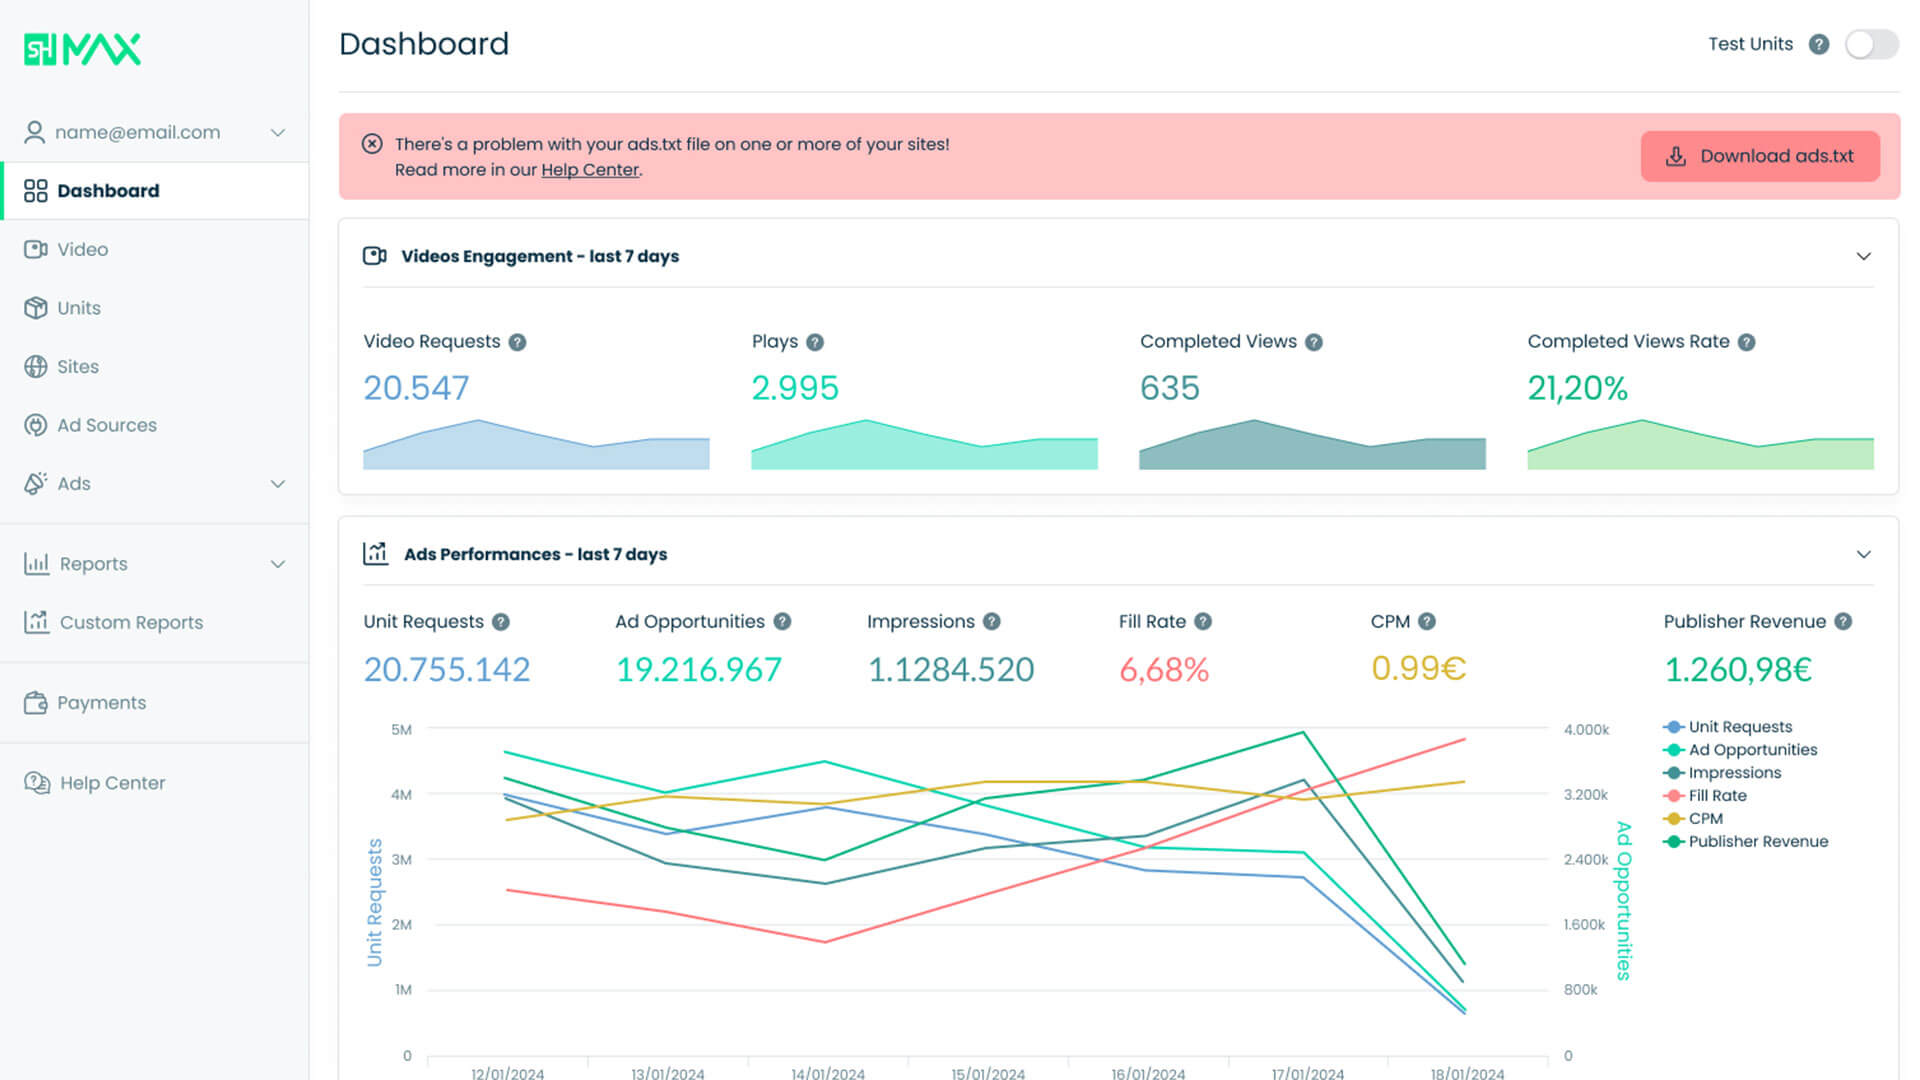 SH MAX
name@email.com
Dashboard
Video
Units
Sites
Ad Sources
Ads
Reports
Custom Reports
Payments
Help Center
Dashboard
Test Units ?
There's a problem with your ads.txt file on one or more of your sites!
Read more in our Help Center.
Download ads.txt
Videos Engagement - last 7 days
Video Requests ?
20.547
Plays ?
2.995
Completed Views ?
635
Completed Views Rate ?
21,20%
Ads Performances - last 7 days
Unit Requests ?
20.755.142
Ad Opportunities ?
19.216.967
Impressions ?
1.1284.520
Fill Rate ?
6,68%
CPM ?
0.99€
Publisher Revenue ?
1.260,98€
Unit Requests
5M
4M
3M
2M
1M
0
4.000k
3.200k
2.400k
1.600k
800k
0
Ad Opportunities
12/01/2024
13/01/2024
14/01/2024
15/01/2024
16/01/2024
17/01/2024
18/01/2024
Unit Requests
Ad Opportunities
Impressions
Fill Rate
CPM
Publisher Revenue